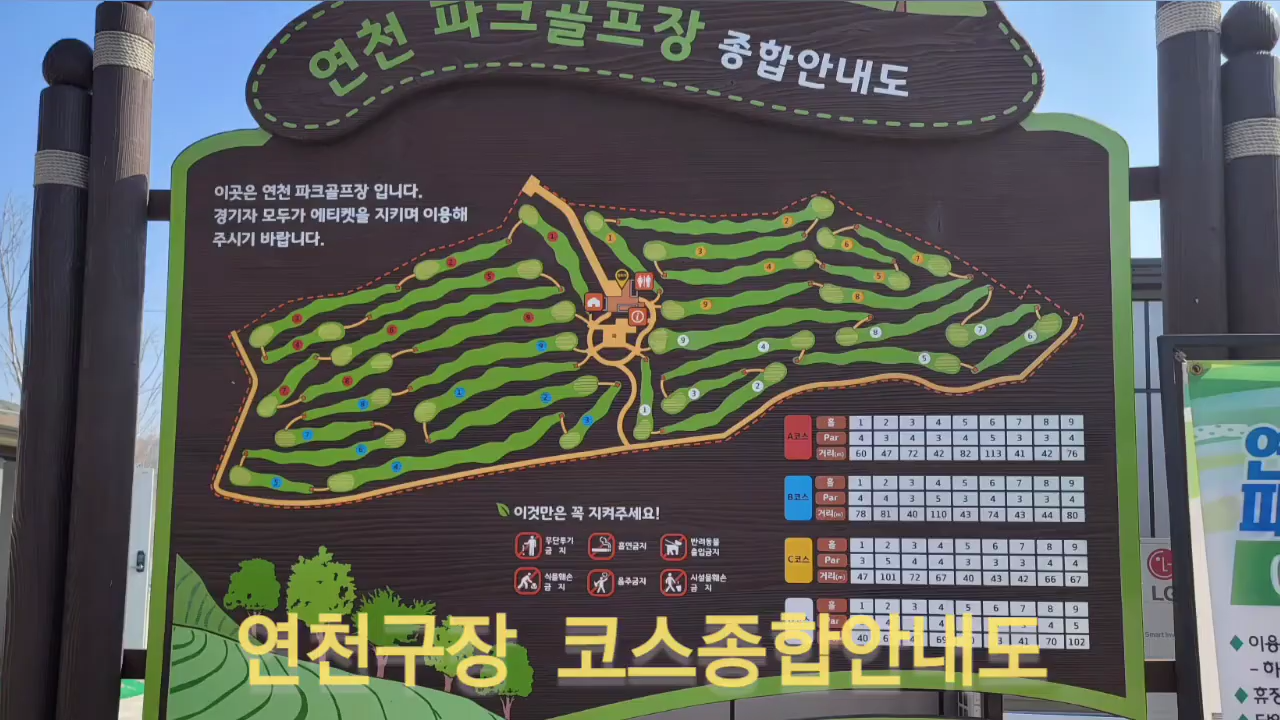 연천 파크골프장 종합안내도
이곳은 연천 파크골프장 입니다.
경기자 모두가 에티켓을 지키며 이용해
주시기 바랍니다.
A코스
홀 1 2 3 4 5 6 7 8 9
Par 4 3 4 3 4 5 3 3 4
거리(m) 60 47 72 42 82 113 41 42 76
B코스
홀 1 2 3 4 5 6 7 8 9
Par 4 4 3 5 3 4 3 3 4
거리(m) 78 81 40 110 43 74 43 44 80
C코스
홀 1 2 3 4 5 6 7 8 9
Par 3 5 4 4 3 3 3 4 4
거리(m) 47 101 72 67 40 43 42 66 67
홀 1 2 3 4 5 6 7 8 9
4 5
41 70 102
이것만은 꼭 지켜주세요!
무단투기 금 지
흡연금지
반려동물 출입금지
식물훼손 금 지
음주금지
시설물훼손 금 지
연천구장 코스종합안내도
LG
이용
휴장